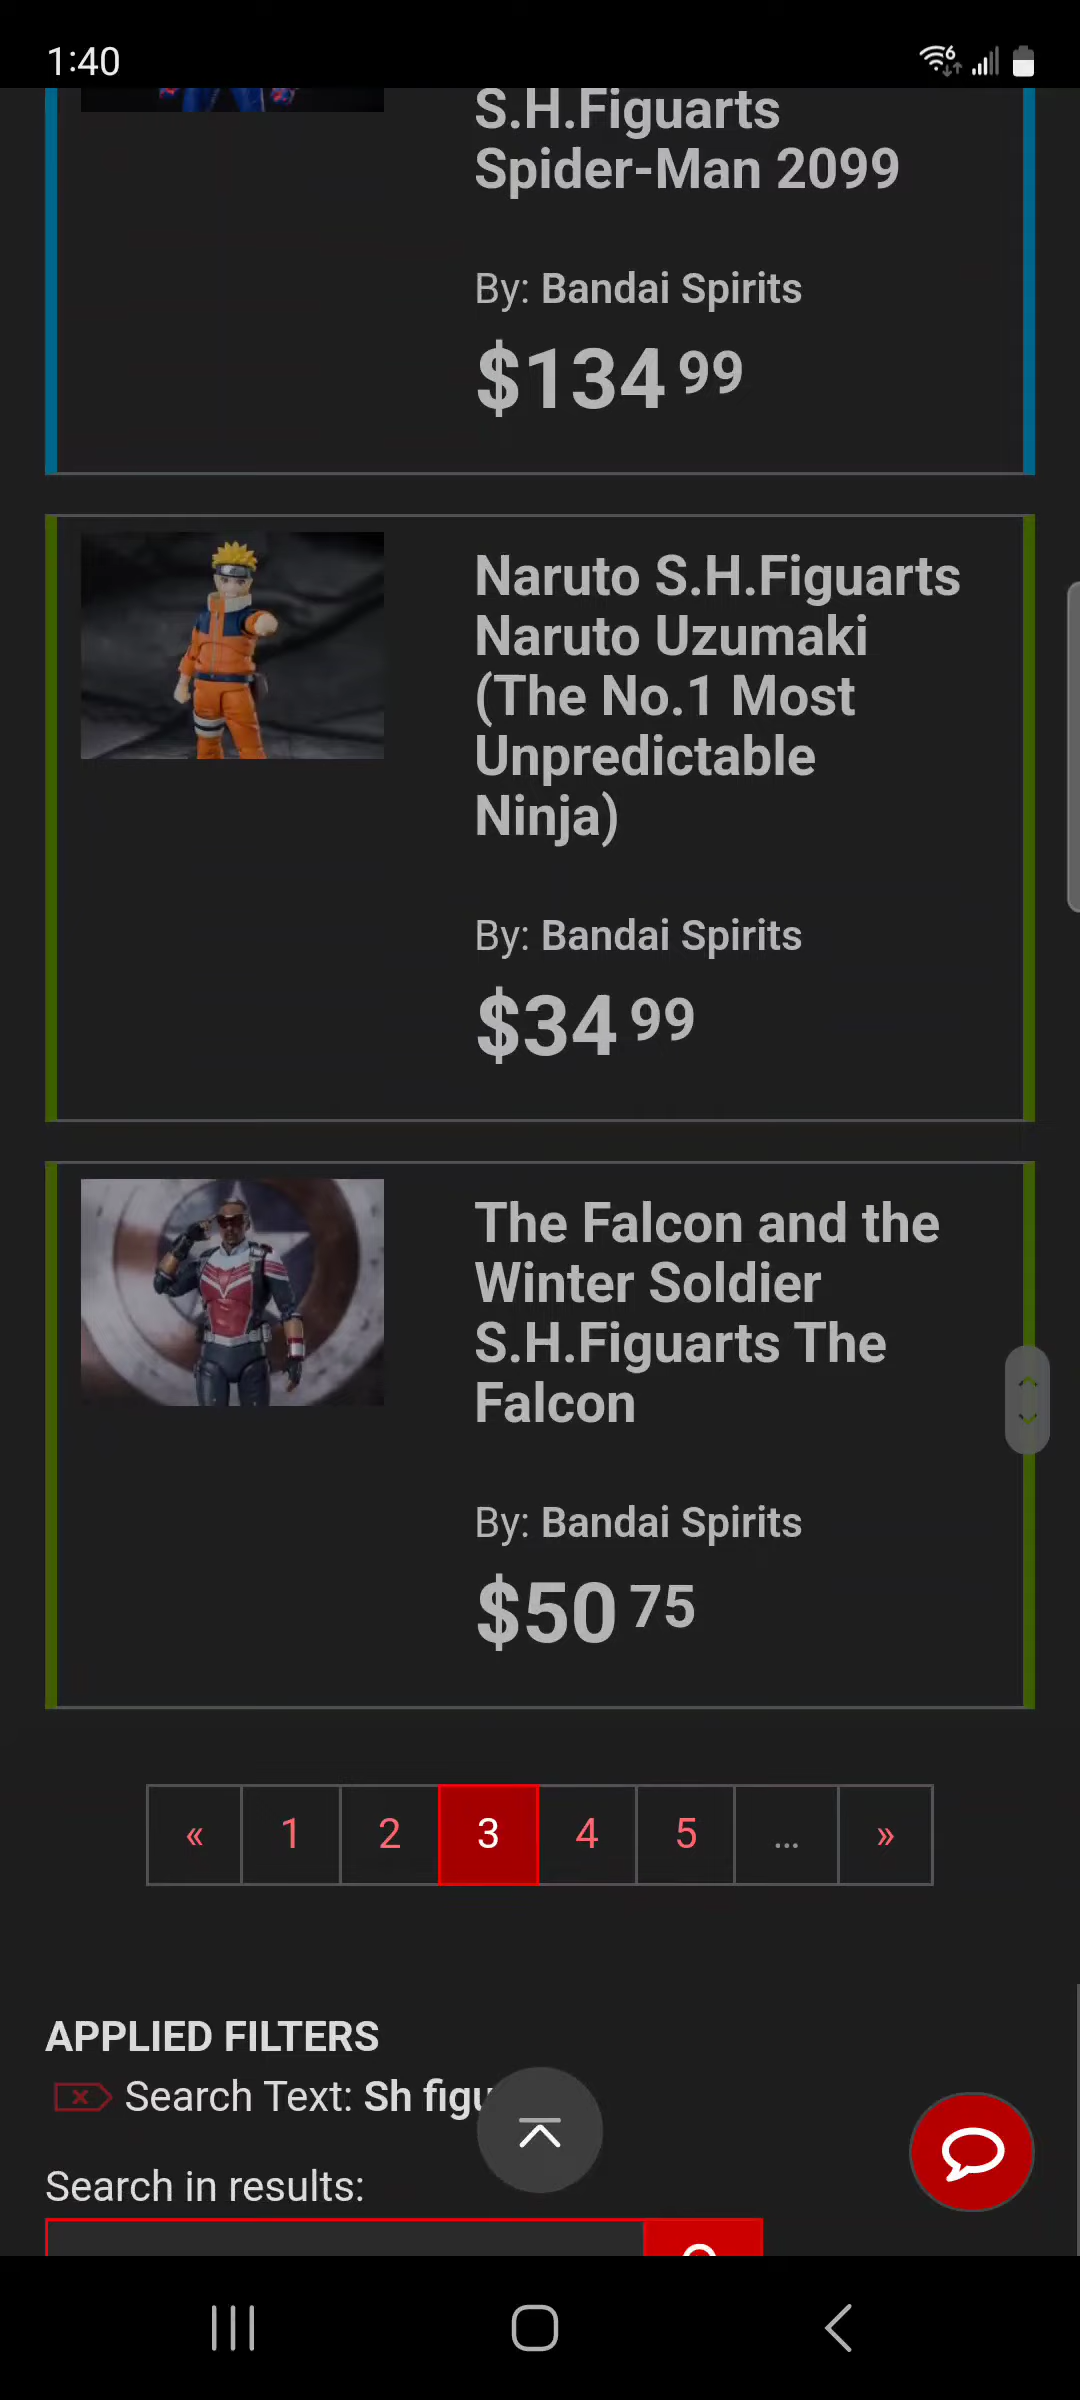 1:40
6
S.H.Figuarts
Spider-Man 2099
By: Bandai Spirits
$134 99
Naruto S.H.Figuarts
Naruto Uzumaki
(The No.1 Most
Unpredictable
Ninja)
By: Bandai Spirits
$34 99
The Falcon and the
Winter Soldier
S.H.Figuarts The
Falcon
By: Bandai Spirits
$50 75
« 1 2 3 4 5 ... »
APPLIED FILTERS
Search Text: Sh figu
Search in results: